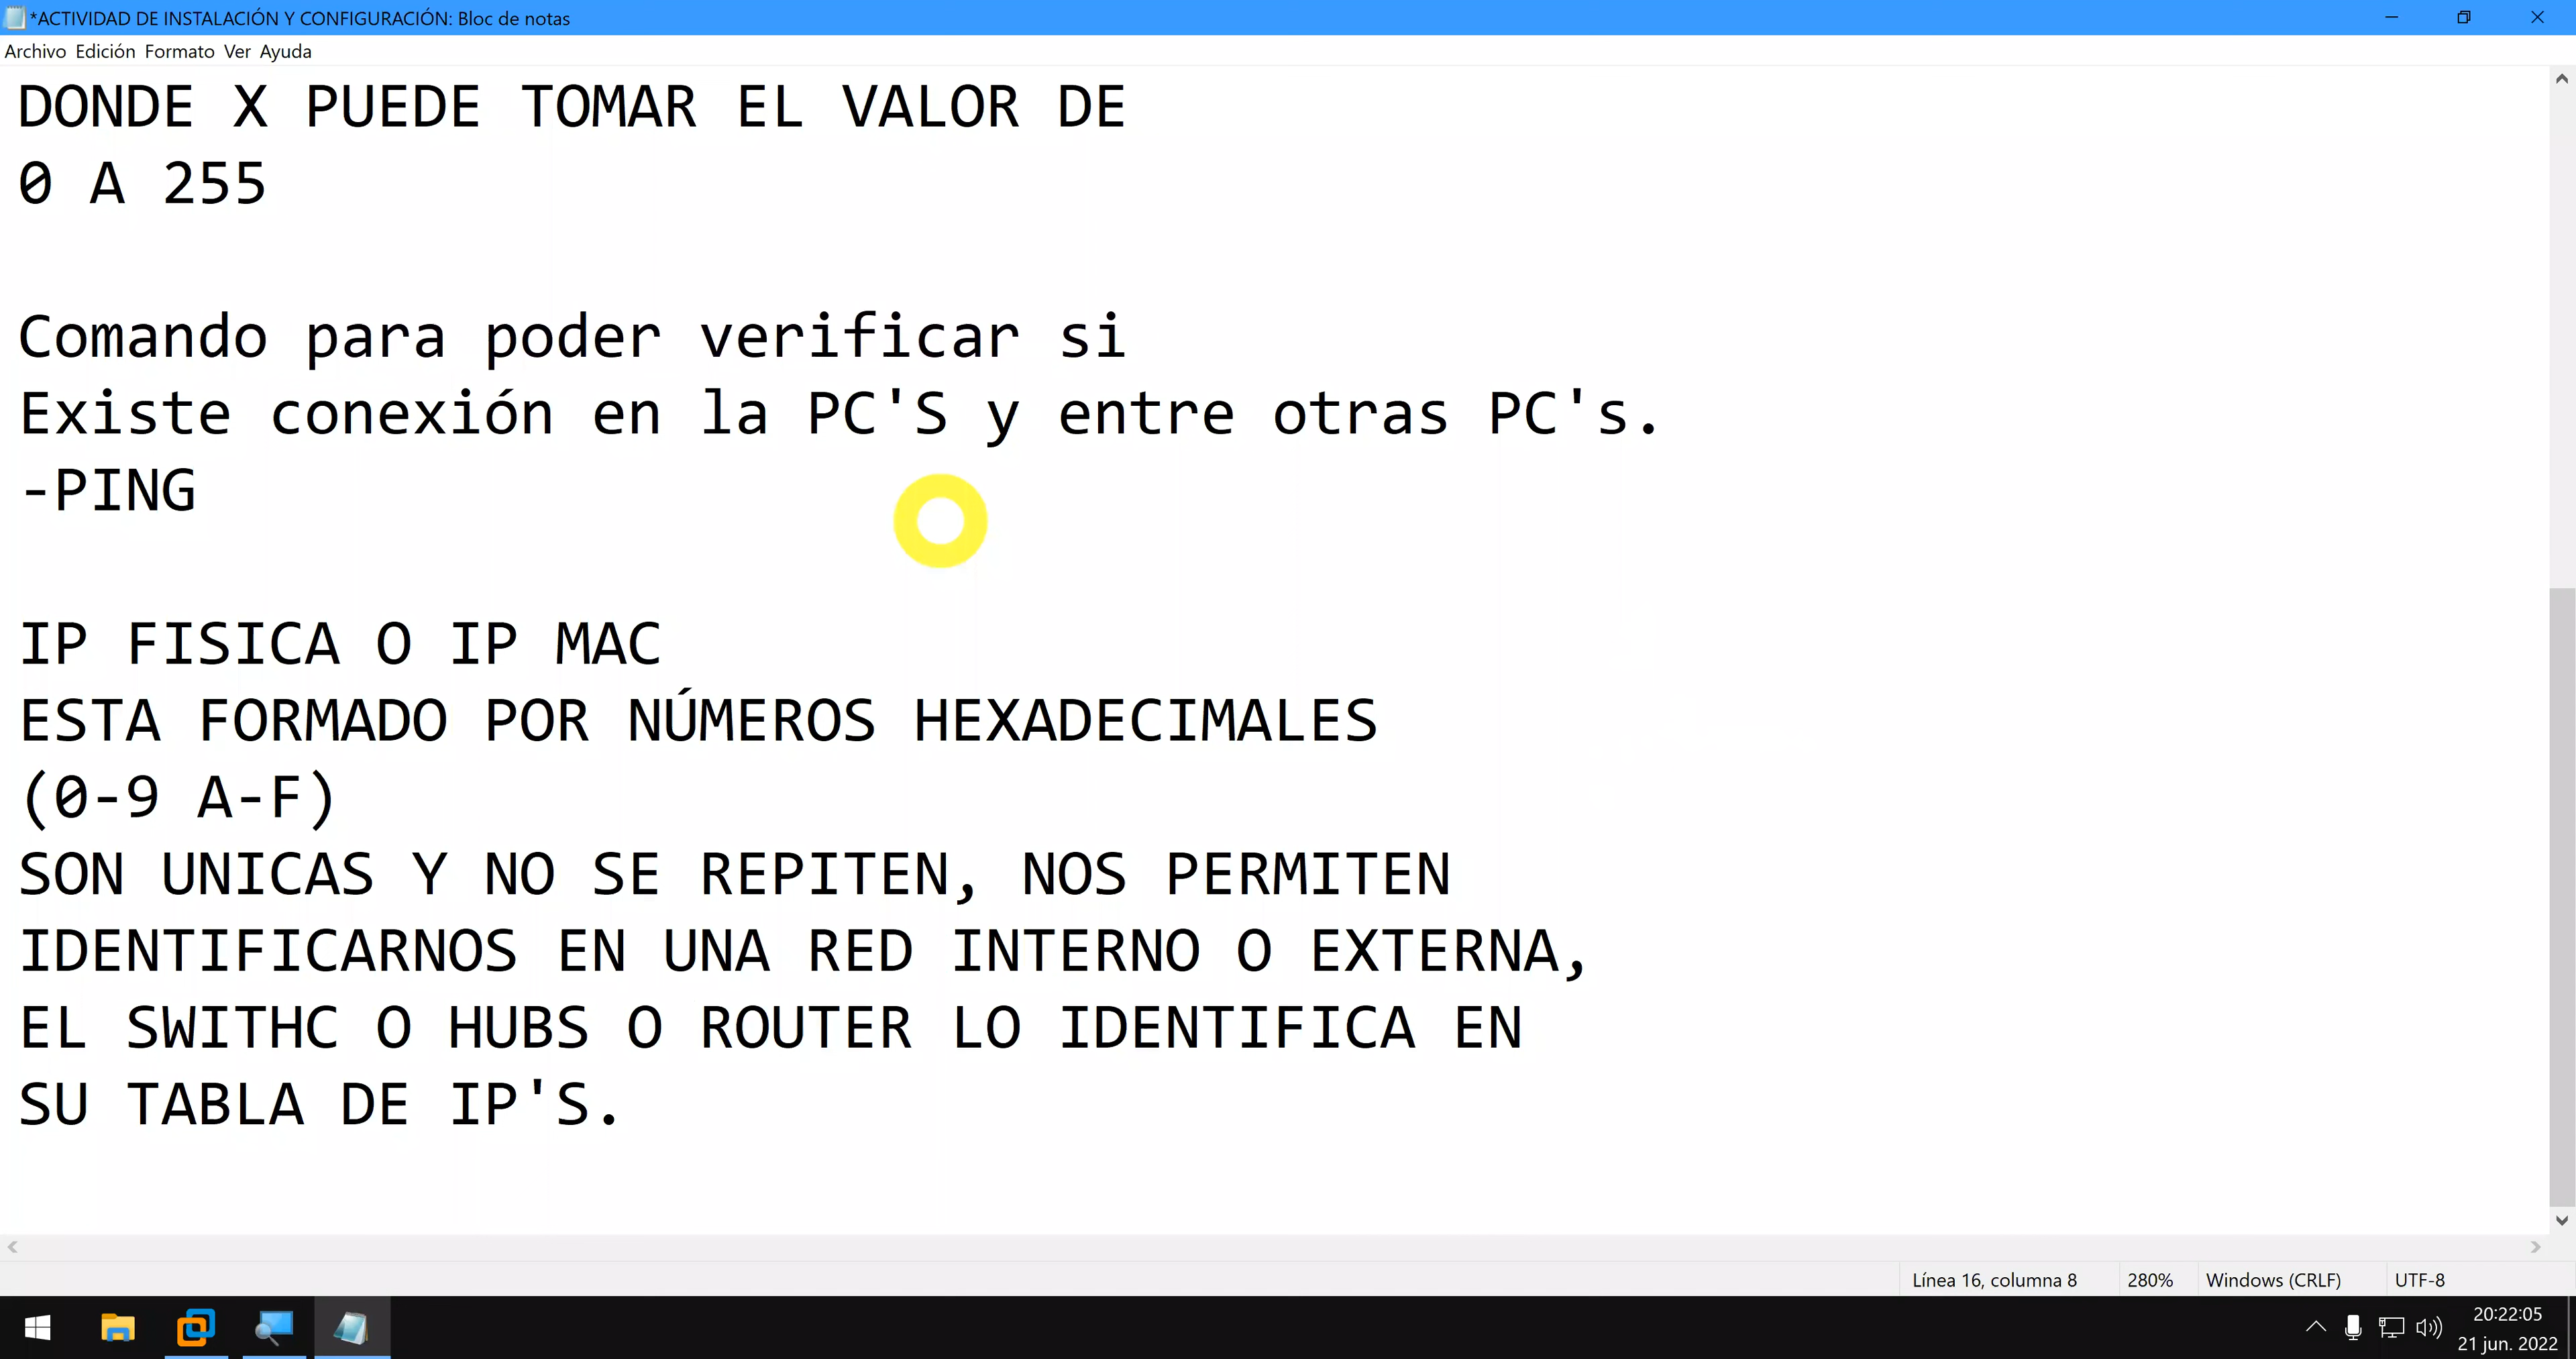 *ACTIVIDAD DE INSTALACIÓN Y CONFIGURACIÓN: Bloc de notas
Archivo Edición Formato Ver Ayuda
DONDE X PUEDE TOMAR EL VALOR DE
0 A 255
Comando para poder verificar si
Existe conexión en la PC'S y entre otras PC's.
-PING
IP FISICA O IP MAC
ESTA FORMADO POR NÚMEROS HEXADECIMALES
(0-9 A-F)
SON UNICAS Y NO SE REPITEN, NOS PERMITEN
IDENTIFICARNOS EN UNA RED INTERNO O EXTERNA,
EL SWITHC O HUBS O ROUTER LO IDENTIFICA EN
SU TABLA DE IP'S.
Línea 16, columna 8 280% Windows (CRLF) UTF-8
20:22:05
21 jun. 2022